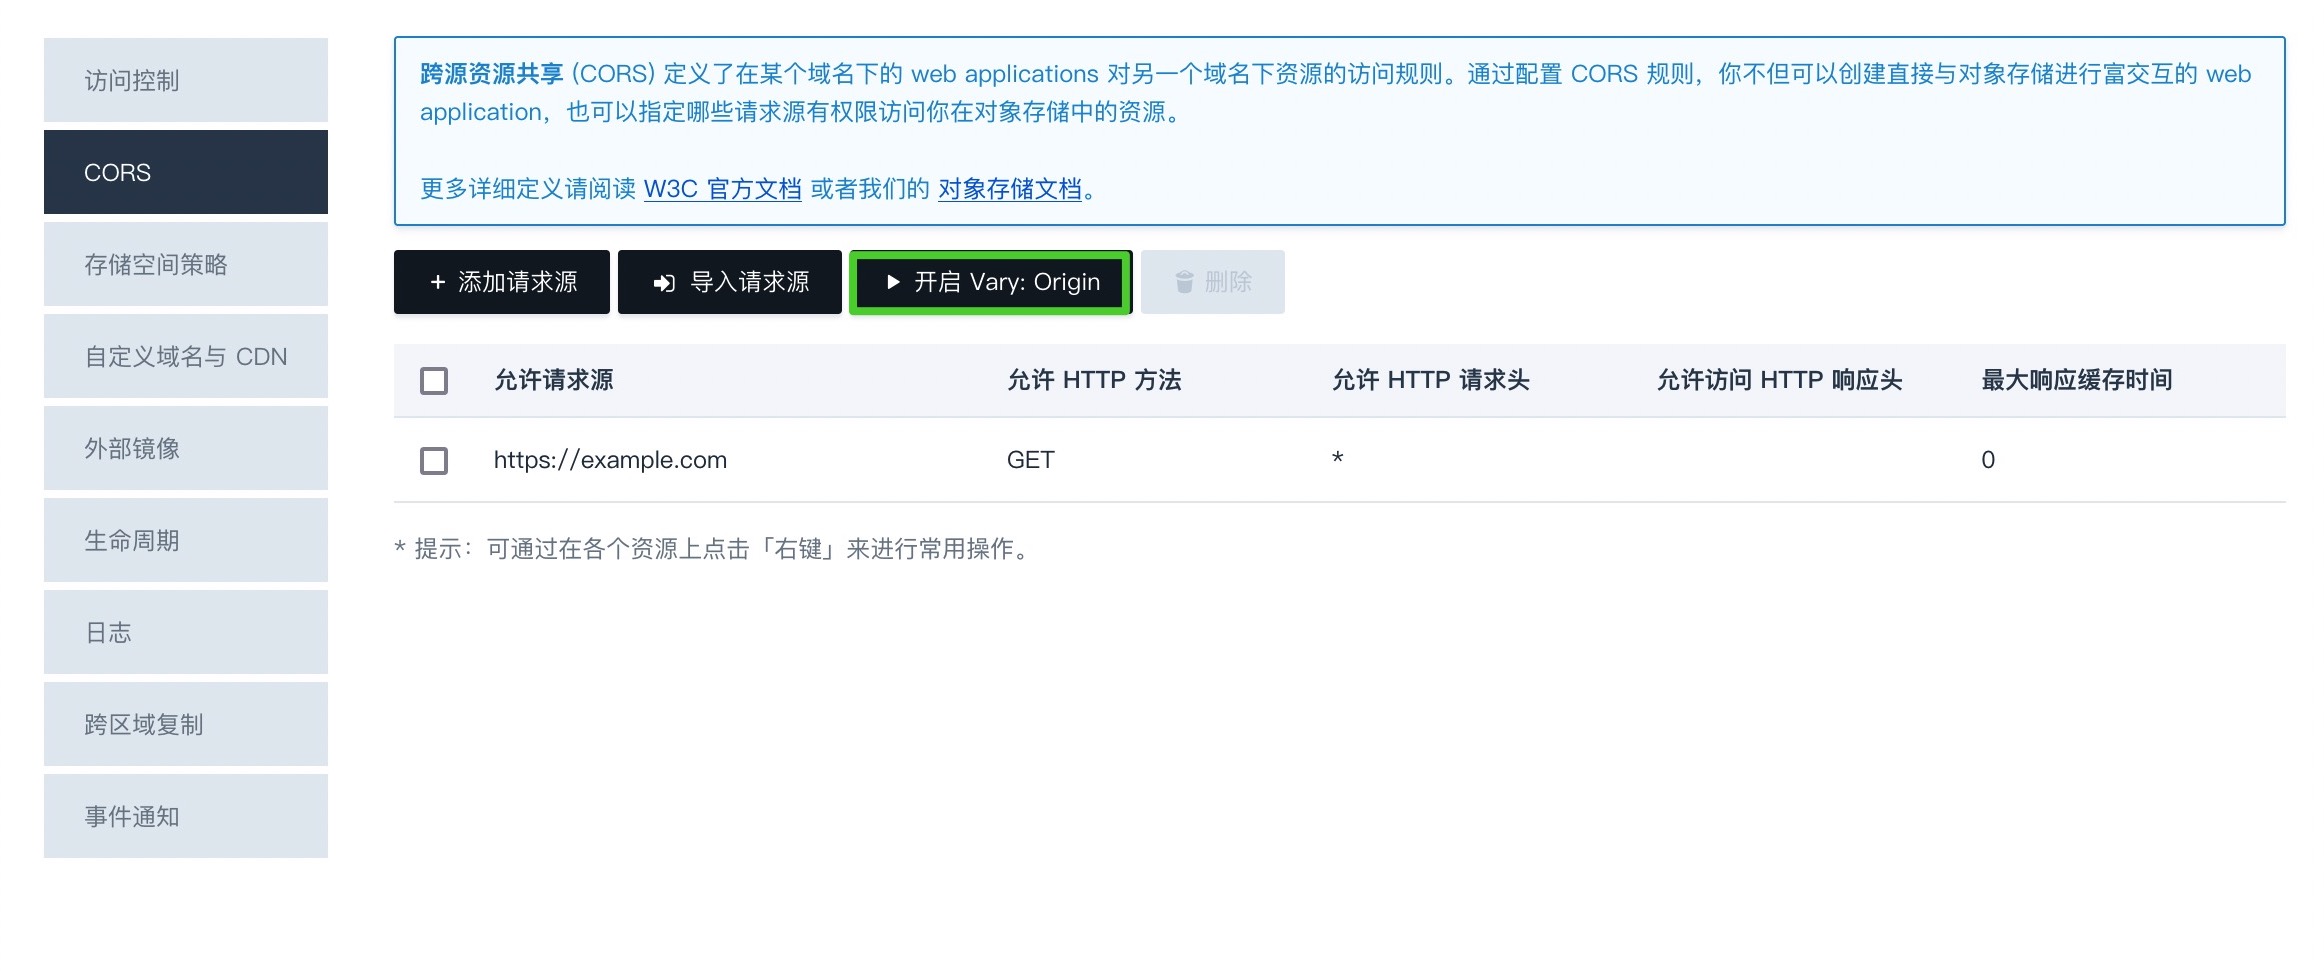 访问控制
CORS
存储空间策略
自定义域名与 CDN
外部镜像
生命周期
日志
跨区域复制
事件通知
跨源资源共享 (CORS) 定义了在某个域名下的 web applications 对另一个域名下资源的访问规则。通过配置 CORS 规则，你不但可以创建直接与对象存储进行富交互的 web
application，也可以指定哪些请求源有权限访问你在对象存储中的资源。
更多详细定义请阅读 W3C 官方文档 或者我们的 对象存储文档。
+ 添加请求源 导入请求源 开启 Vary: Origin 删除
允许请求源 允许 HTTP 方法 允许 HTTP 请求头 允许访问 HTTP 响应头 最大响应缓存时间
https://example.com GET * 0
* 提示：可通过在各个资源上点击「右键」来进行常用操作。